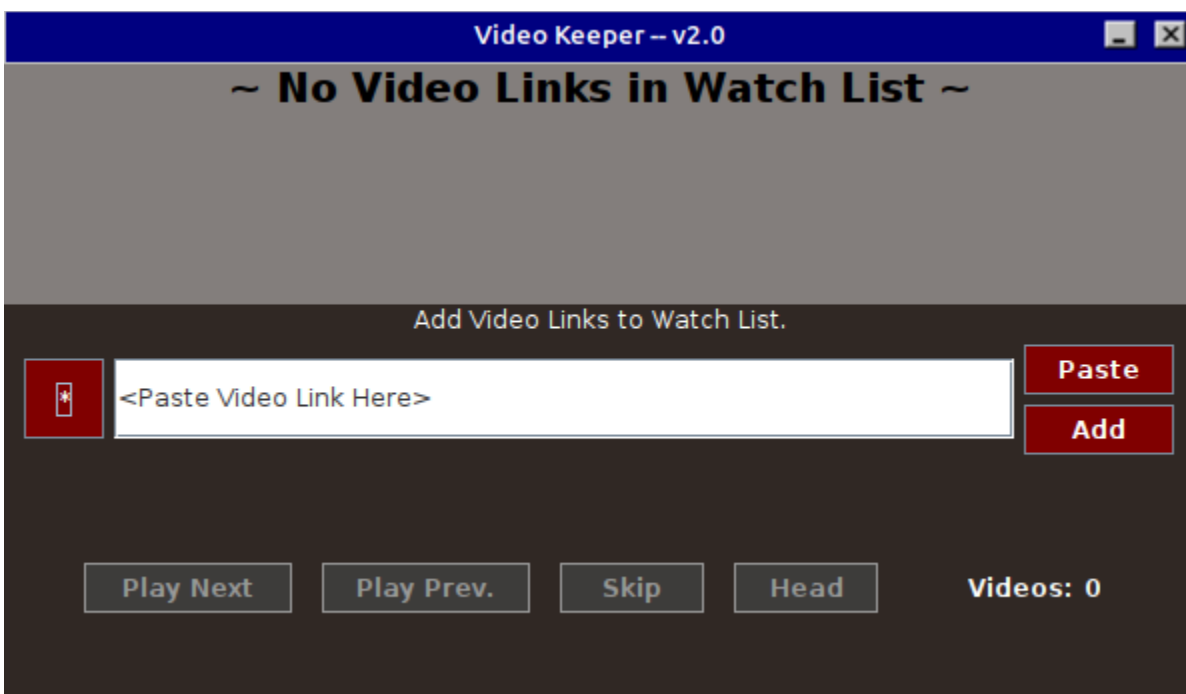 Video Keeper -- v2.0
~ No Video Links in Watch List ~
Add Video Links to Watch List.
*
<Paste Video Link Here>
Paste
Add
Play Next
Play Prev.
Skip
Head
Videos: 0